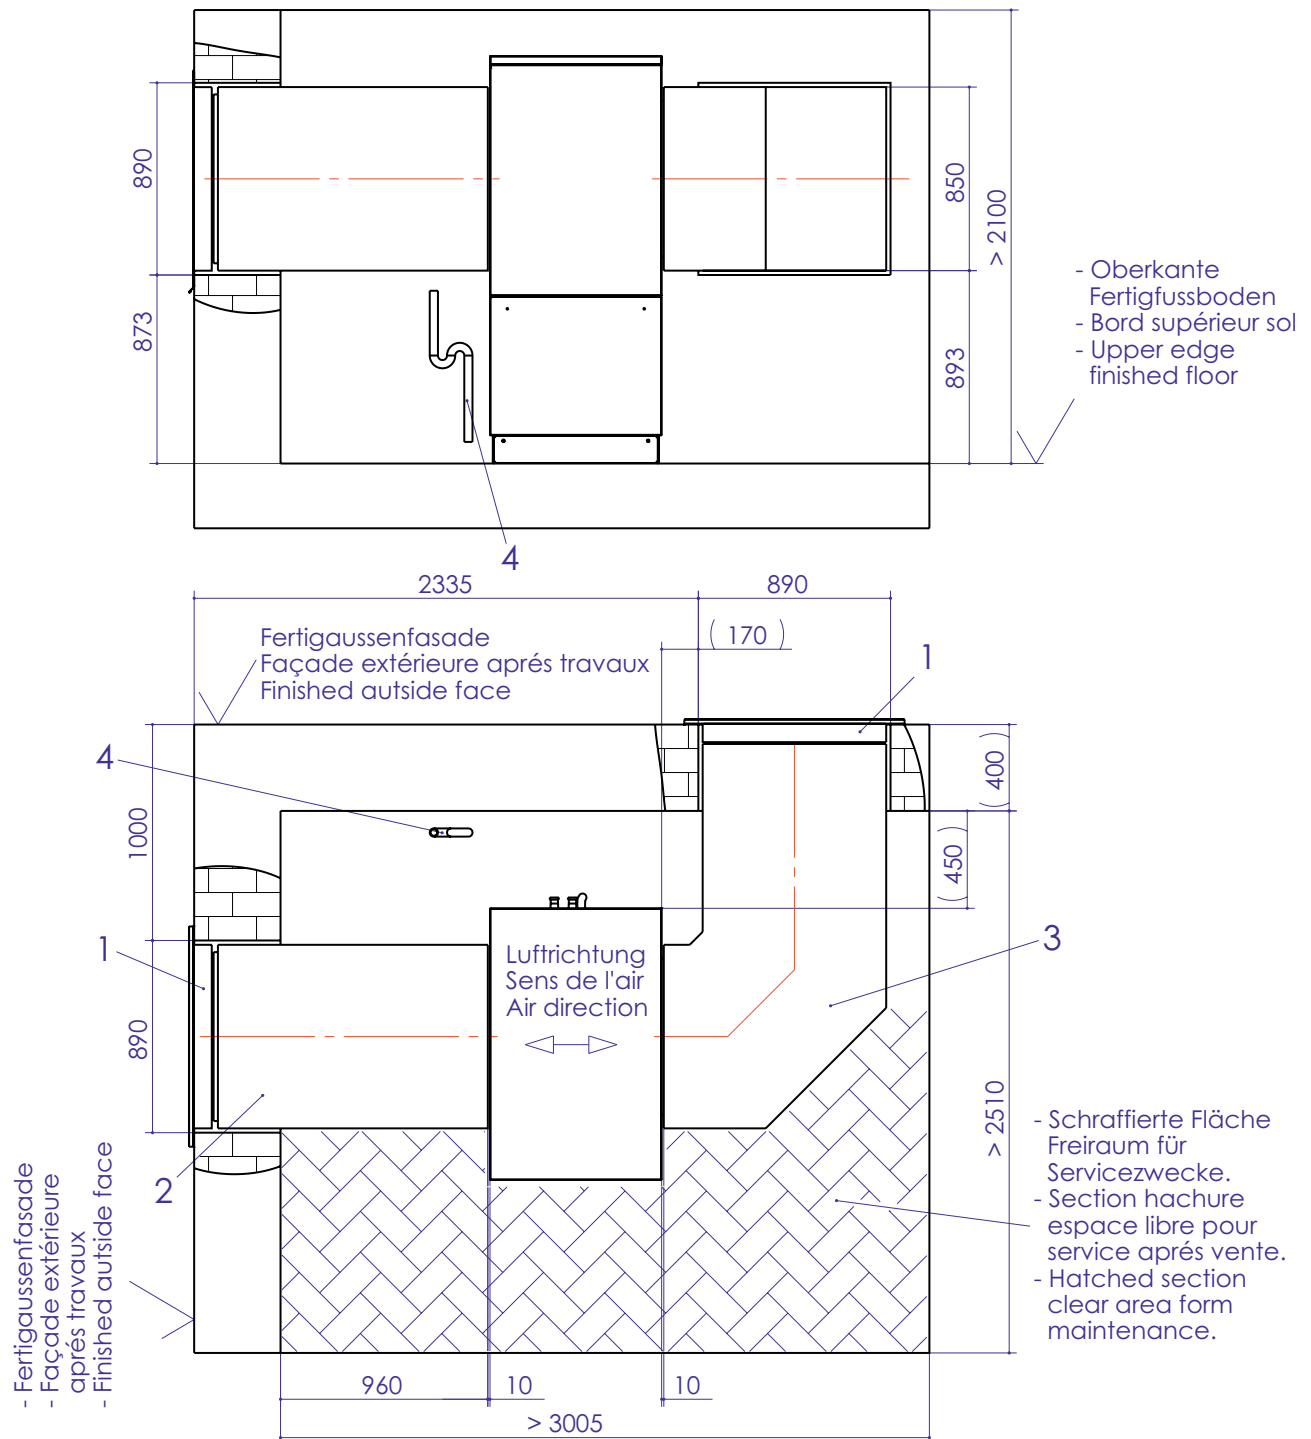 890
873
850
893
> 2100
- Oberkante
Fertigfussboden
- Bord supérieur sol
- Upper edge
finished floor
4
2335
890
( 170 )
Fertigaussenfasade
Façade extérieure aprés travaux
Finished autside face
1
4
1000
( 400 )
( 450 )
1
Luftrichtung
Sens de l'air
Air direction
3
890
> 2510
2
- Schraffierte Fläche
Freiraum für
Servicezwecke.
- Section hachure
espace libre pour
service aprés vente.
- Hatched section
clear area form
maintenance.
- Fertigaussenfasade
- Façade extérieure
aprés travaux
- Finished autside face
960
10
10
> 3005